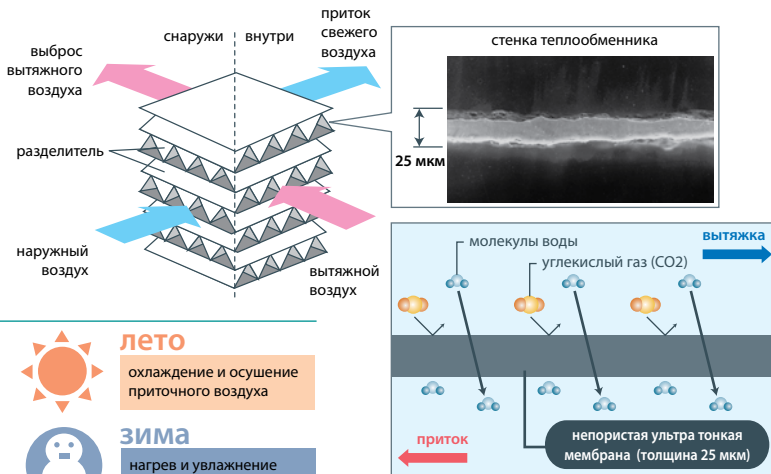 снаружи
внутри
приток
свежего
воздуха
выброс
вытяжного
воздуха
разделитель
наружный
воздух
вытяжной
воздух
стенка теплообменника
25 мкм
лето
охлаждение и осушение
приточного воздуха
зима
нагрев и увлажнение
молекулы воды
углекислый газ (CO2)
вытяжка
приток
непористая ультра тонкая
мембрана (толщина 25 мкм)